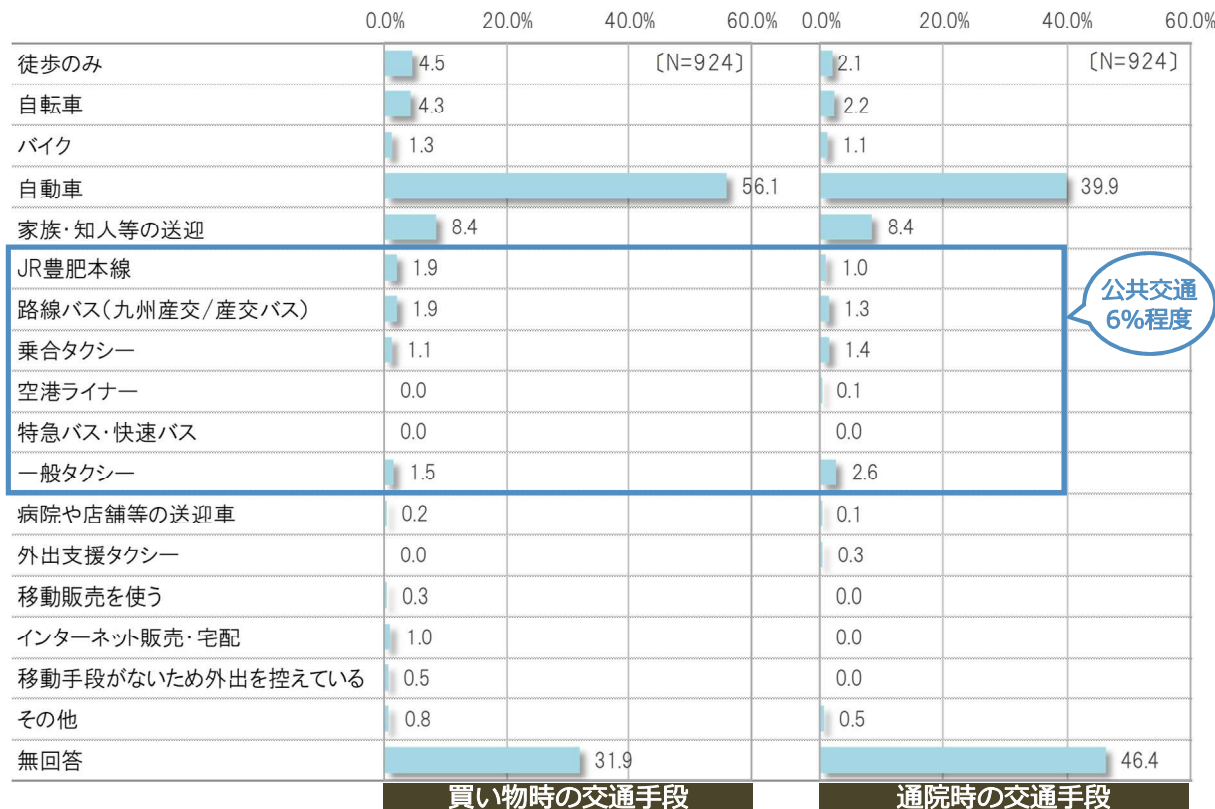 0.0% 20.0% 40.0% 60.0% 0.0% 20.0% 40.0% 60.0%
徒歩のみ 4.5 〔N=924〕 2.1 〔N=924〕
自転車 4.3 2.2
バイク 1.3 1.1
自動車 56.1 39.9
家族・知人等の送迎 8.4 8.4
JR豊肥本線 1.9 1.0
路線バス(九州産交/産交バス) 1.9 1.3
乗合タクシー 1.1 1.4
空港ライナー 0.0 0.1
特急バス・快速バス 0.0 0.0
一般タクシー 1.5 2.6
公共交通
6%程度
病院や店舗等の送迎車 0.2 0.1
外出支援タクシー 0.0 0.3
移動販売を使う 0.3 0.0
インターネット販売・宅配 1.0 0.0
移動手段がないため外出を控えている 0.5 0.0
その他 0.8 0.5
無回答 31.9 46.4
買い物時の交通手段 通院時の交通手段